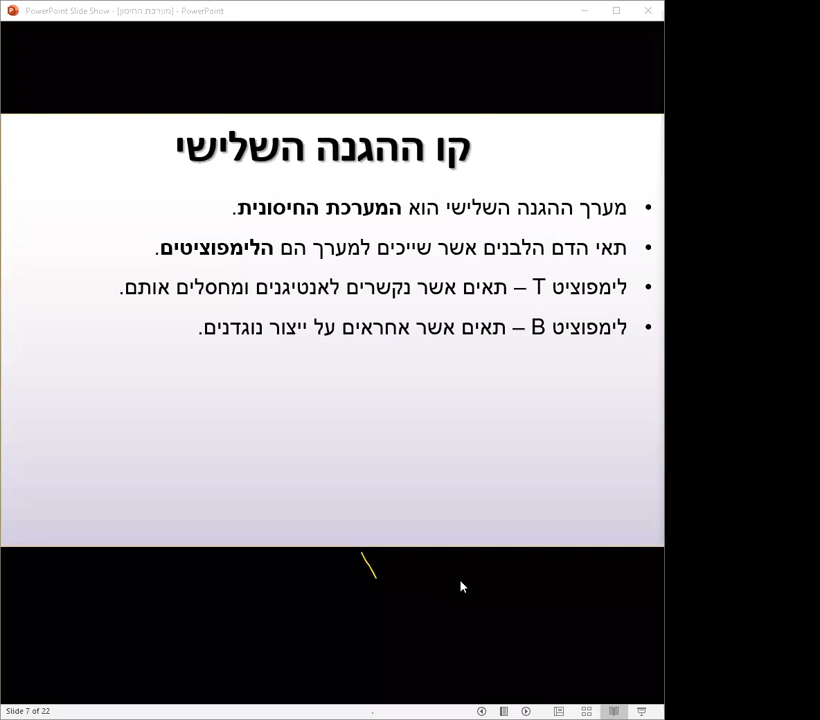 PowerPoint Slide Show - [מערכת החיסון] - PowerPoint
קו ההגנה השלישי
• מערך ההגנה השלישי הוא המערכת החיסונית.
• תאי הדם הלבנים אשר שייכים למערך הם הלימפוציטים.
• לימפוציט T – תאים אשר נקשרים לאנטיגנים ומחסלים אותם.
• לימפוציט B – תאים אשר אחראים על ייצור נוגדנים.
Slide 7 of 22